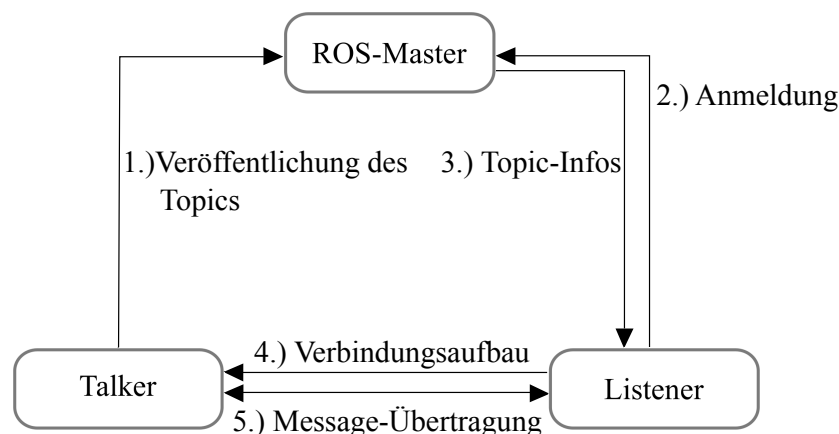 ROS-Master
2.) Anmeldung
1.)Veröffentlichung des
Topics
3.) Topic-Infos
4.) Verbindungsaufbau
Talker
Listener
5.) Message-Übertragung